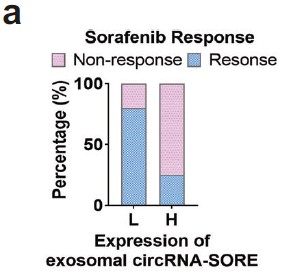 a
Sorafenib Response
Non-response Resonse
Percentage (%)
100
50
0
L H
Expression of
exosomal circRNA-SORE